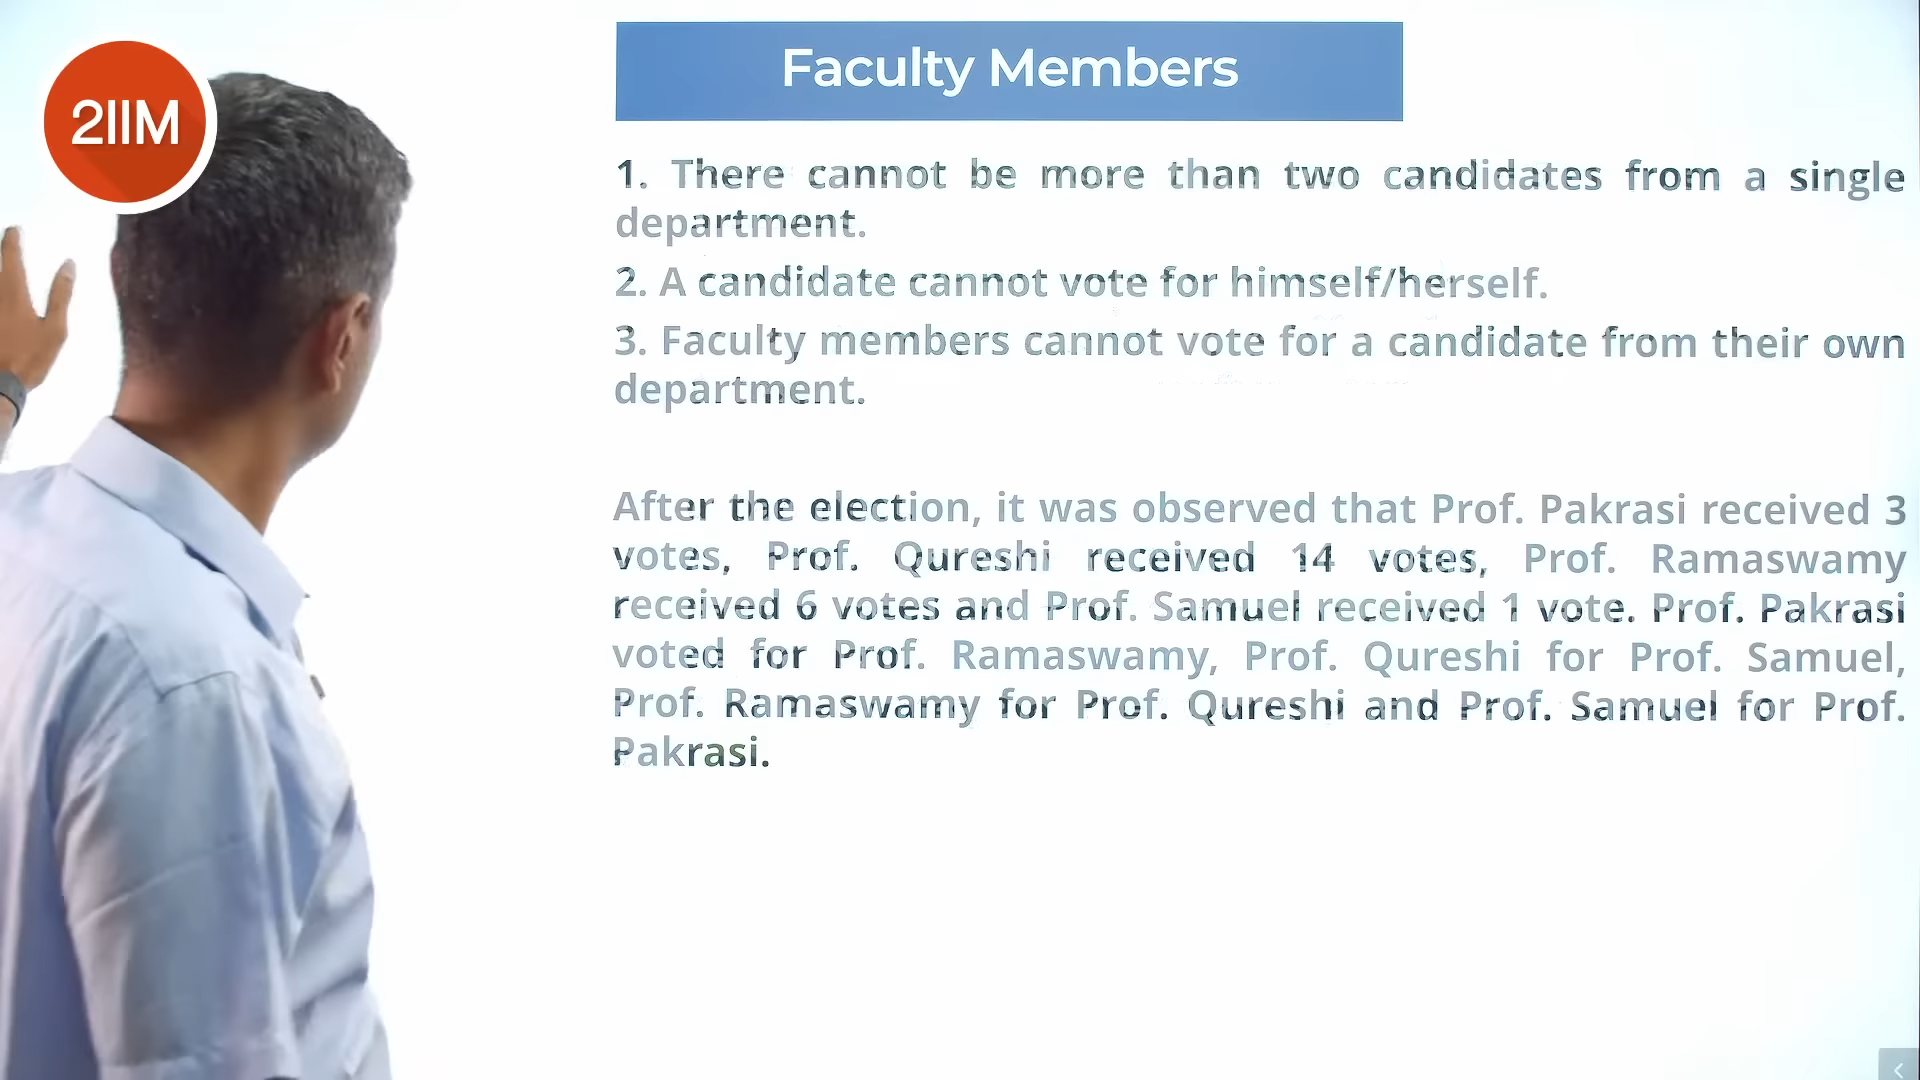 2IIM
Faculty Members
1. There cannot be more than two candidates from a single
department.
2. A candidate cannot vote for himself/herself.
3. Faculty members cannot vote for a candidate from their own
department.
After the election, it was observed that Prof. Pakrasi received 3
votes, Prof. Qureshi received 14 votes, Prof. Ramaswamy
received 6 votes and Prof. Samuel received 1 vote. Prof. Pakrasi
voted for Prof. Ramaswamy, Prof. Qureshi for Prof. Samuel,
Prof. Ramaswamy for Prof. Qureshi and Prof. Samuel for Prof.
Pakrasi.